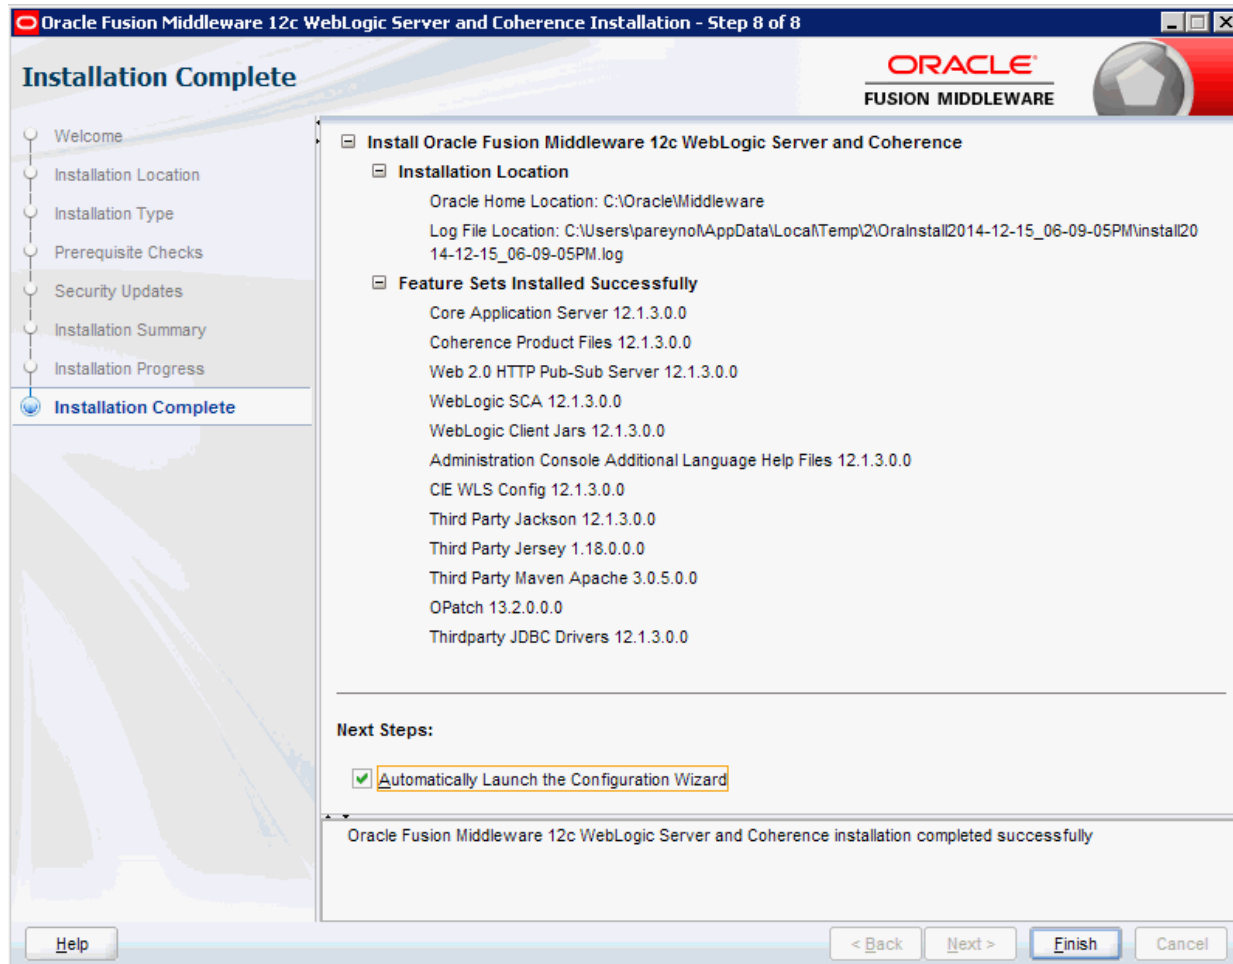 Oracle Fusion Middleware 12c WebLogic Server and Coherence Installation - Step 8 of 8
Installation Complete
ORACLE
FUSION MIDDLEWARE
Welcome
Installation Location
Installation Type
Prerequisite Checks
Security Updates
Installation Summary
Installation Progress
Installation Complete
Install Oracle Fusion Middleware 12c WebLogic Server and Coherence
Installation Location
Oracle Home Location: C:\Oracle\Middleware
Log File Location: C:\Users\pareynol\AppData\Local\Temp\2\OraInstall2014-12-15_06-09-05PM\install20
14-12-15_06-09-05PM.log
Feature Sets Installed Successfully
Core Application Server 12.1.3.0.0
Coherence Product Files 12.1.3.0.0
Web 2.0 HTTP Pub-Sub Server 12.1.3.0.0
WebLogic SCA 12.1.3.0.0
WebLogic Client Jars 12.1.3.0.0
Administration Console Additional Language Help Files 12.1.3.0.0
CIE WLS Config 12.1.3.0.0
Third Party Jackson 12.1.3.0.0
Third Party Jersey 1.18.0.0.0
Third Party Maven Apache 3.0.5.0.0
OPatch 13.2.0.0.0
Thirdparty JDBC Drivers 12.1.3.0.0
Next Steps:
Automatically Launch the Configuration Wizard
Oracle Fusion Middleware 12c WebLogic Server and Coherence installation completed successfully
Help
< Back
Next >
Finish
Cancel